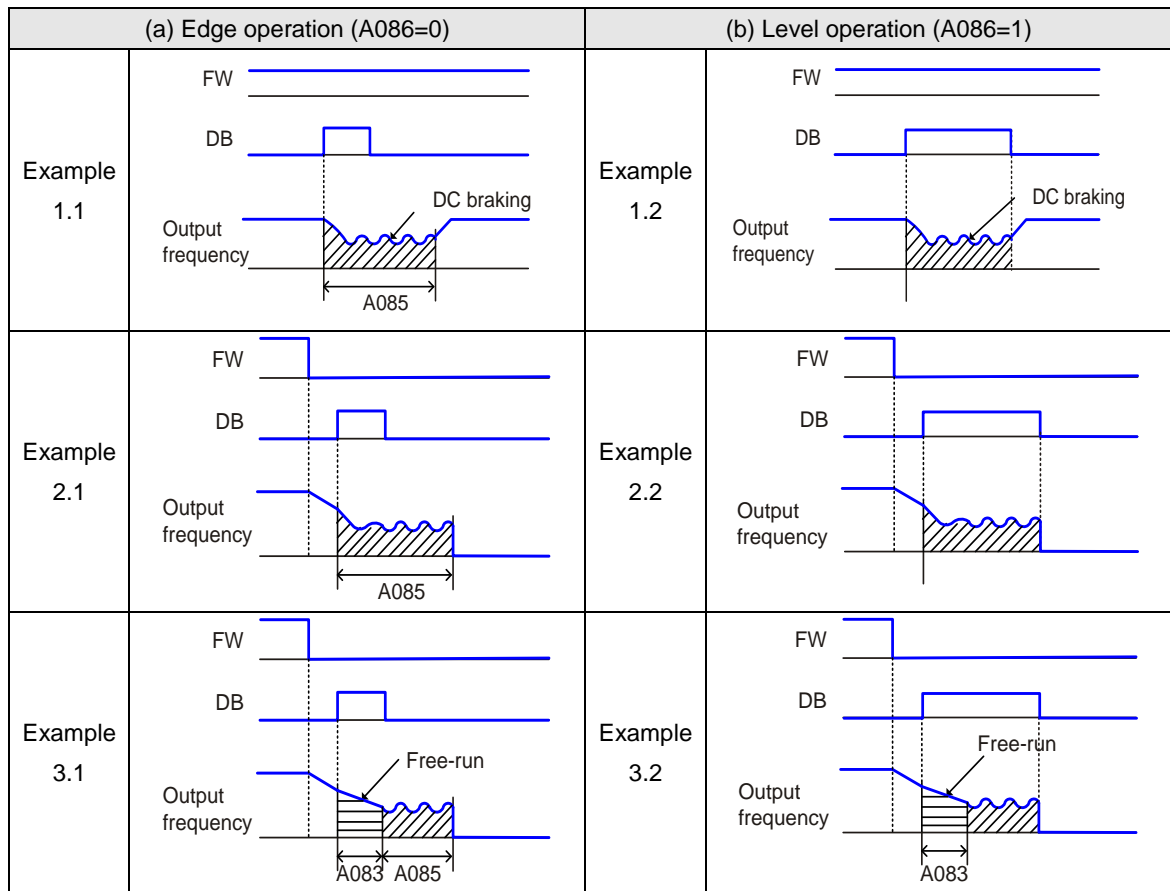 (a) Edge operation (A086=0)
(b) Level operation (A086=1)
Example
1.1
FW
DB
Output
frequency
DC braking
A085
Example
1.2
FW
DB
Output
frequency
DC braking
Example
2.1
FW
DB
Output
frequency
A085
Example
2.2
FW
DB
Output
frequency
Example
3.1
FW
DB
Output
frequency
Free-run
A083
A085
Example
3.2
FW
DB
Output
frequency
Free-run
A083